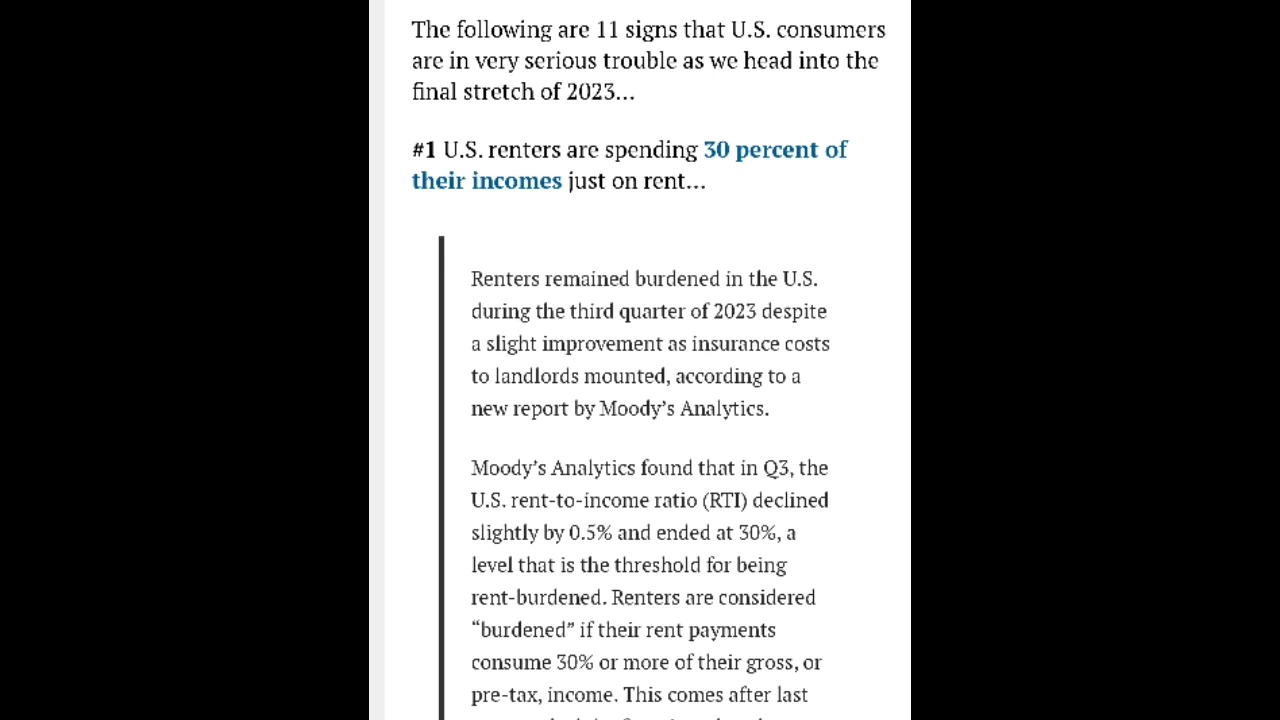 The following are 11 signs that U.S. consumers
are in very serious trouble as we head into the
final stretch of 2023…
#1 U.S. renters are spending 30 percent of
their incomes just on rent…
Renters remained burdened in the U.S.
during the third quarter of 2023 despite
a slight improvement as insurance costs
to landlords mounted, according to a
new report by Moody’s Analytics.
Moody’s Analytics found that in Q3, the
U.S. rent-to-income ratio (RTI) declined
slightly by 0.5% and ended at 30%, a
level that is the threshold for being
rent-burdened. Renters are considered
“burdened” if their rent payments
consume 30% or more of their gross, or
pre-tax, income. This comes after last